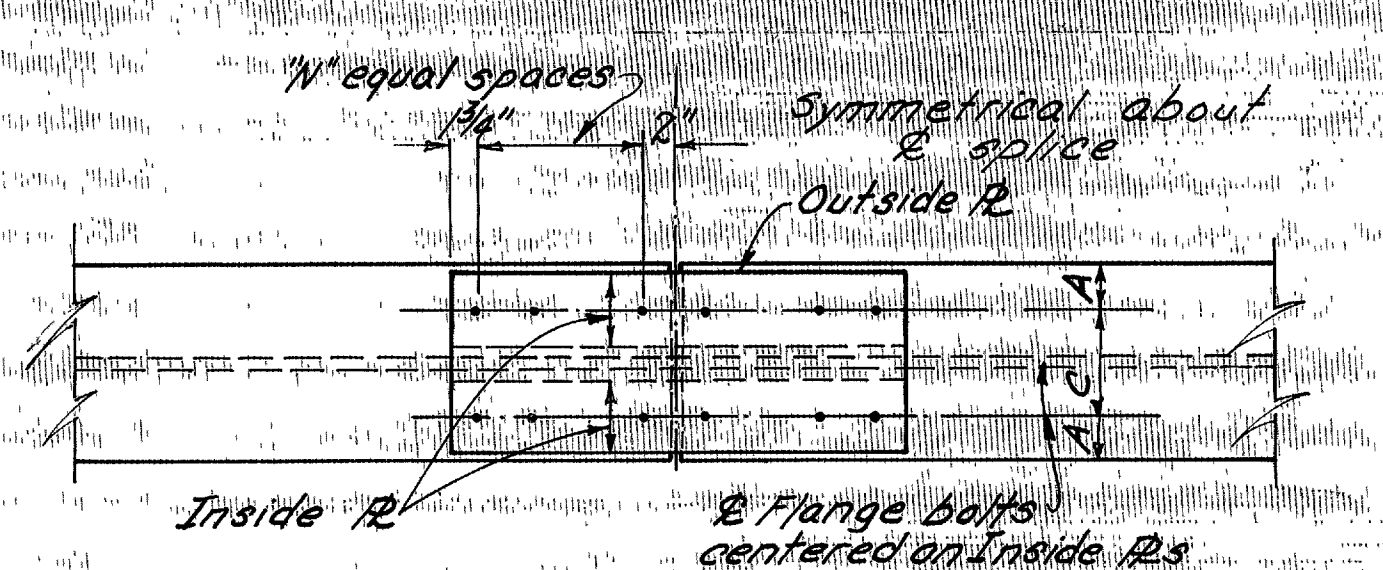 "N" equal spaces
1 3/4"
2"
Symmetrical about
℄ splice
Outside ⅊
A
C
A
Inside ⅊
℄ Flange bolts
centered on Inside ⅊s